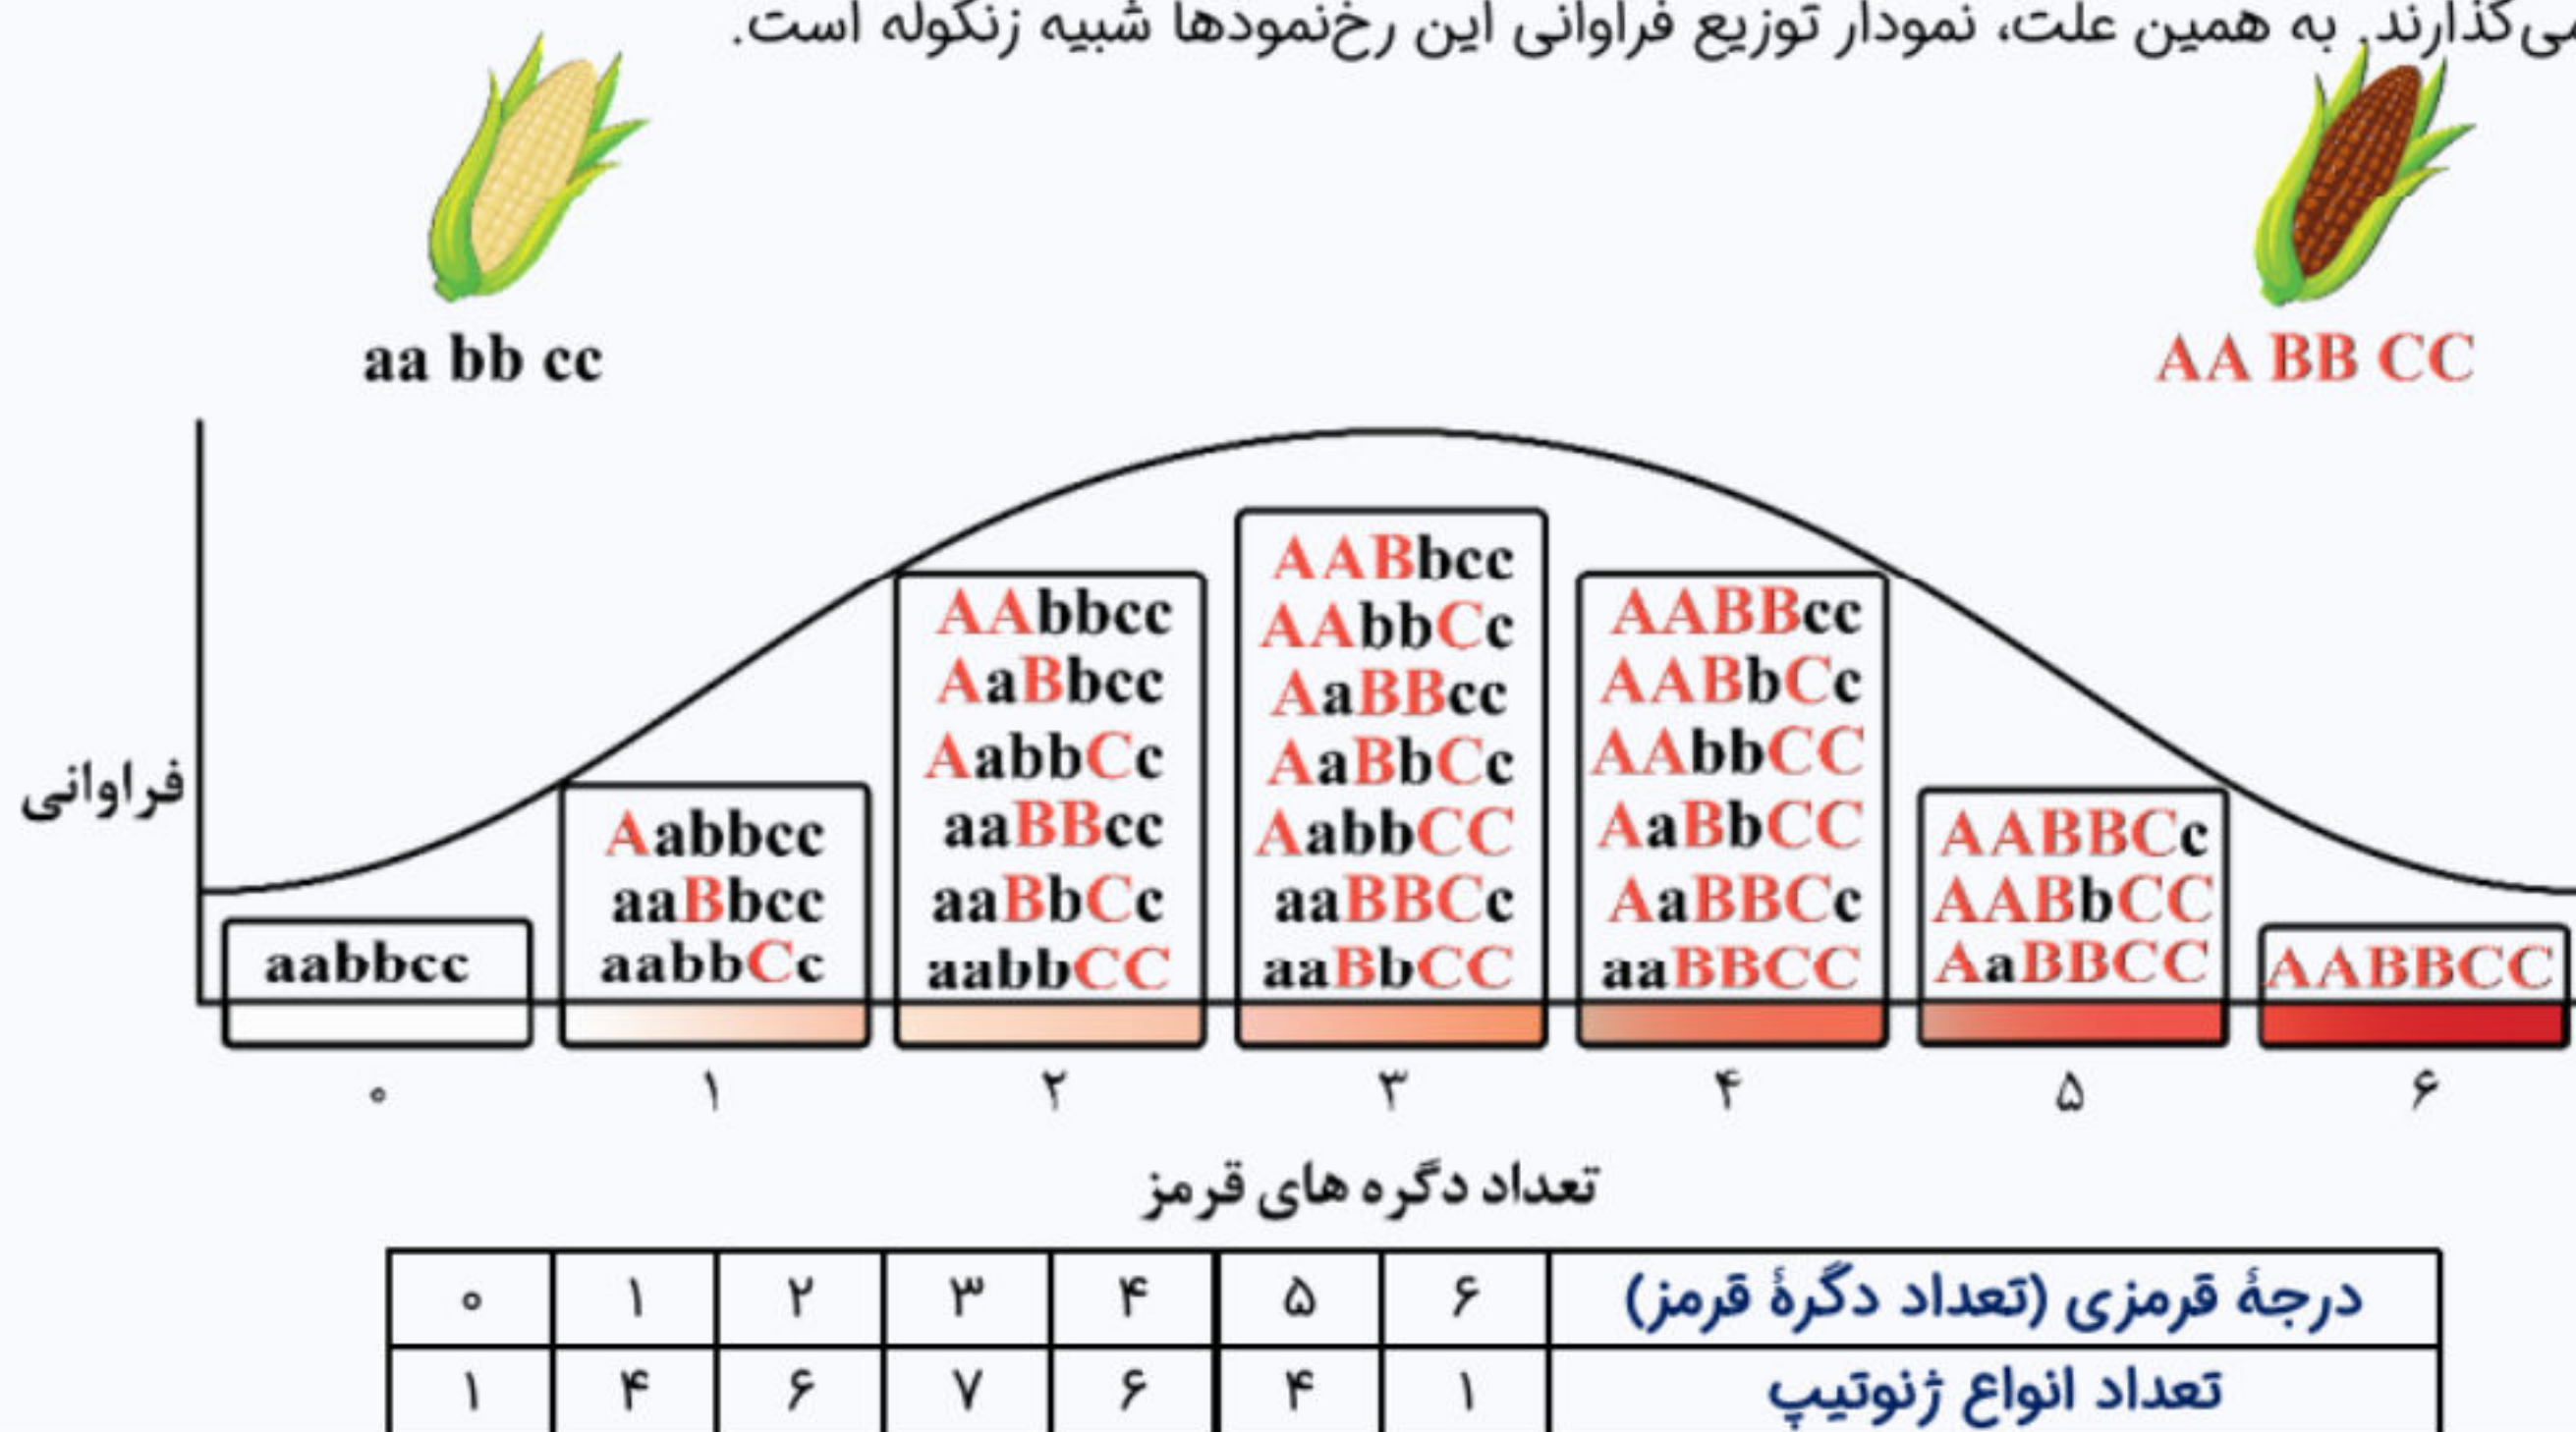 می‌گذارند. به همین علت، نمودار توزیع فراوانی این رخ‌نمودها شبیه زنگوله است.
aa bb cc
AA BB CC
فراوانی
aabbcc
Aabbcc
aaBbcc
aabbCc
AAbbcc
AaBbcc
AabbCc
aaBBcc
aaBbCc
aabbCC
AABbcc
AAbbCc
AaBBcc
AaBbCc
AabbCC
aaBBCc
aaBbCC
AABBcc
AABbCc
AAbbCC
AaBbCC
AaBBCc
aaBBCC
AABBCc
AABbCC
AaBBCC
AABBCC
۰ ۱ ۲ ۳ ۴ ۵ ۶
تعداد دگره های قرمز
درجهٔ قرمزی (تعداد دگرهٔ قرمز) ۶ ۵ ۴ ۳ ۲ ۱ ۰
تعداد انواع ژنوتیپ ۱ ۴ ۶ ۷ ۶ ۴ ۱